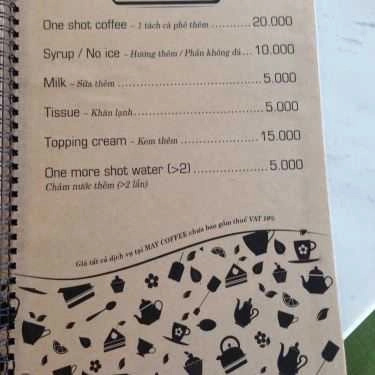 One shot coffee – 1 tách cà phê thêm 20.000
Syrup / No ice – Hương thêm / Phần không đá 10.000
Milk – Sữa thêm 5.000
Tissue – Khăn lạnh 5.000
Topping cream – Kem thêm 15.000
One more shot water (>2) 5.000
Châm nước thêm (>2 lần)
Giá tất cả dịch vụ tại MAY COFFEE chưa bao gồm thuế VAT 10%